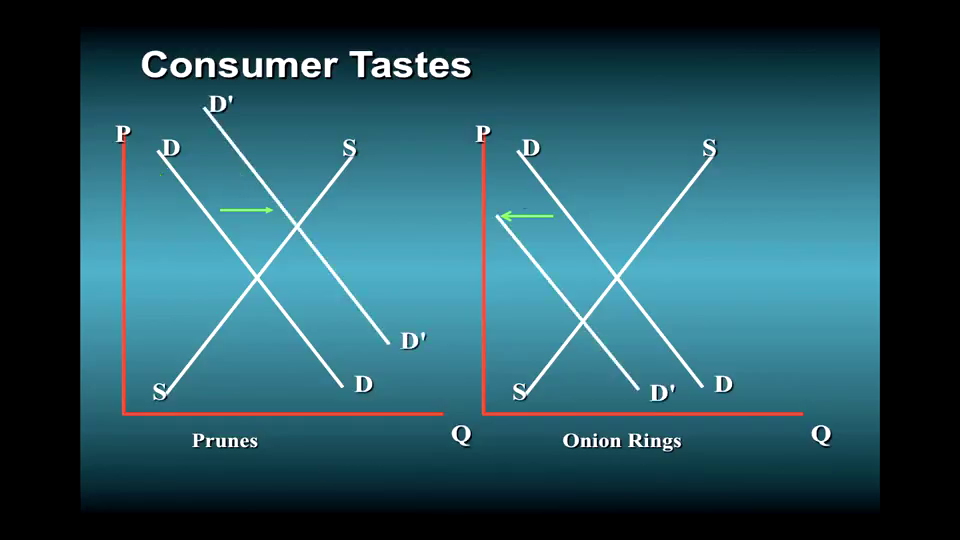 Consumer Tastes
D'
P
D
S
D'
D
S
Q
Prunes
P
D
S
S
D'
D
Q
Onion Rings